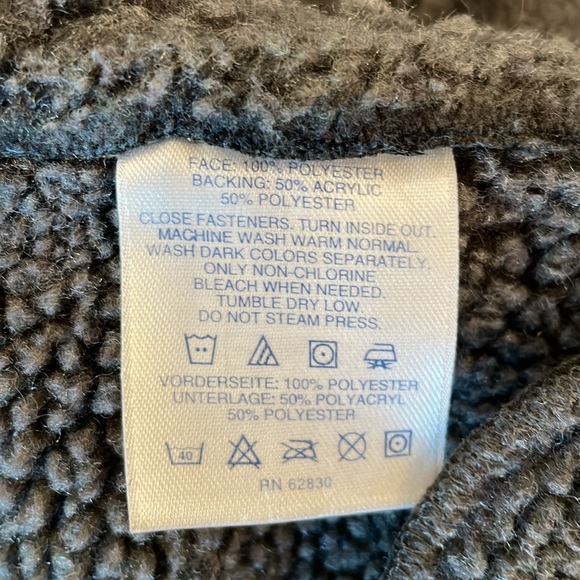 FACE: 100% POLYESTER
BACKING: 50% ACRYLIC
50% POLYESTER
CLOSE FASTENERS. TURN INSIDE OUT.
MACHINE WASH WARM NORMAL.
WASH DARK COLORS SEPARATELY.
ONLY NON-CHLORINE
BLEACH WHEN NEEDED.
TUMBLE DRY LOW.
DO NOT STEAM PRESS.
VORDERSEITE: 100% POLYESTER
UNTERLAGE: 50% POLYACRYL
50% POLYESTER
40
RN 62830